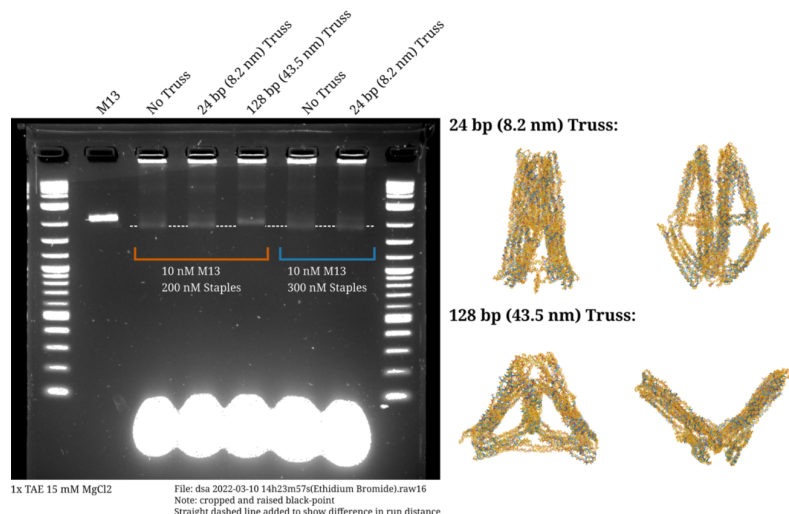 M13
No Truss
24 bp (8.2 nm) Truss
128 bp (43.5 nm) Truss
No Truss
24 bp (8.2 nm) Truss
10 nM M13
200 nM Staples
10 nM M13
300 nM Staples
24 bp (8.2 nm) Truss:
128 bp (43.5 nm) Truss:
1x TAE 15 mM MgCl2
File: dsa 2022-03-10 14h23m57s(Ethidium Bromide).raw16
Note: cropped and raised black-point
Straight dashed line added to show difference in run distance